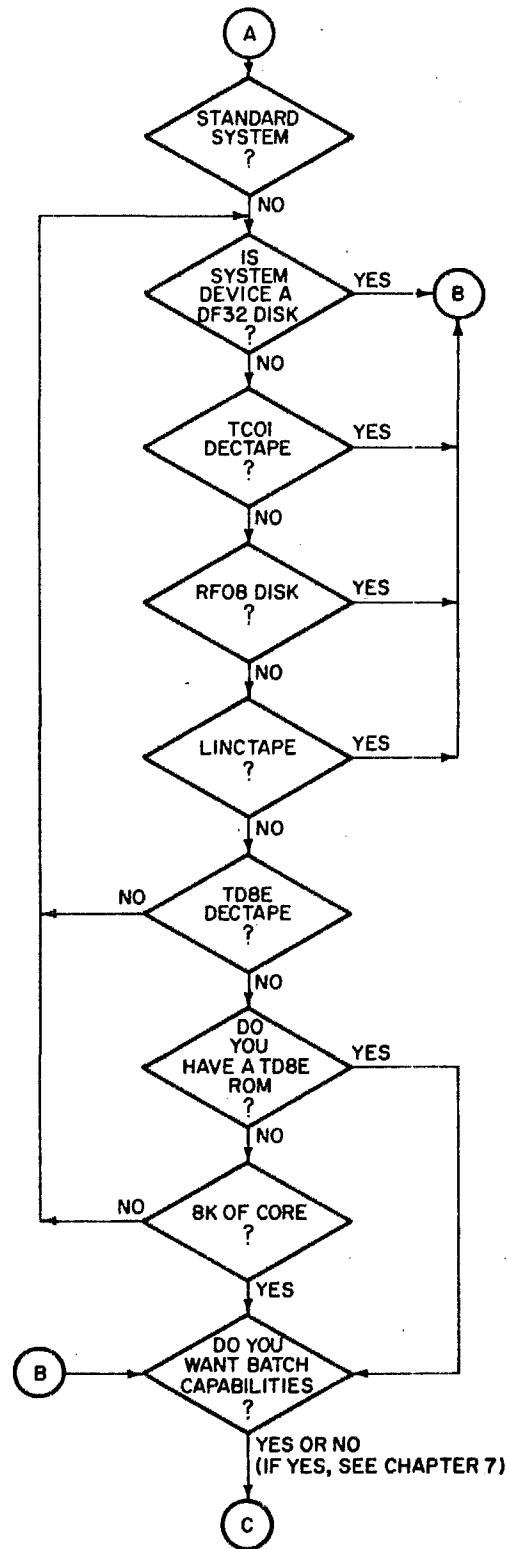 A
STANDARD
SYSTEM
?
NO
IS
SYSTEM
DEVICE A
DF32 DISK
?
YES
B
NO
TC01
DECTAPE
?
YES
NO
RF08 DISK
?
YES
NO
LINCTAPE
?
YES
NO
TD8E
DECTAPE
?
NO
NO
DO
YOU
HAVE A TD8E
ROM
?
YES
NO
8K OF CORE
?
NO
YES
B
DO YOU
WANT BATCH
CAPABILITIES
?
YES OR NO
(IF YES, SEE CHAPTER 7)
C